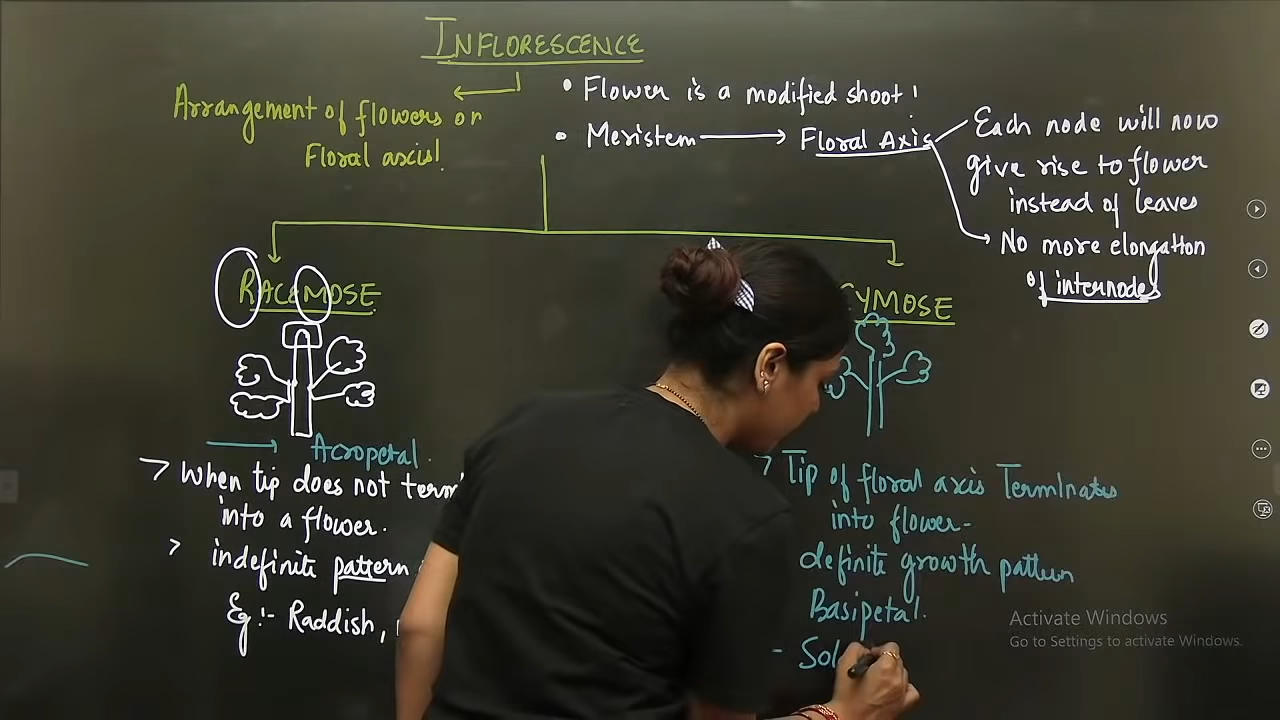 INFLORESCENCE
Arrangement of flowers on
Floral axis!
• Flower is a modified shoot!
• Meristem → Floral Axis
Each node will now
give rise to flower
instead of leaves
No more elongation
of internodes
RACEMOSE
CYMOSE
→ Acropetal.
> When tip does not
into a flower.
> indefinite pattern
Eg:- Raddish,
> Tip of floral axis Terminates
into flower-
definite growth pattern
Basipetal.
- Sol
Activate Windows
Go to Settings to activate Windows.